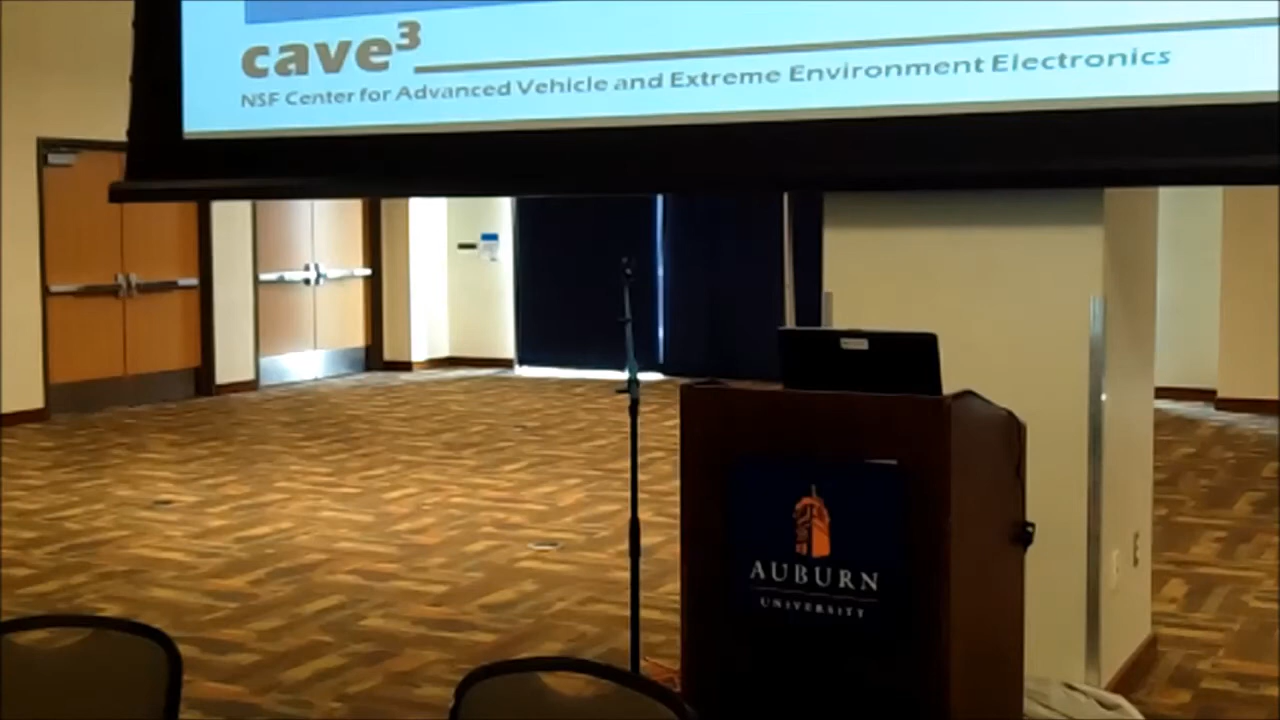 cave³
NSF Center for Advanced Vehicle and Extreme Environment Electronics
AUBURN
UNIVERSITY